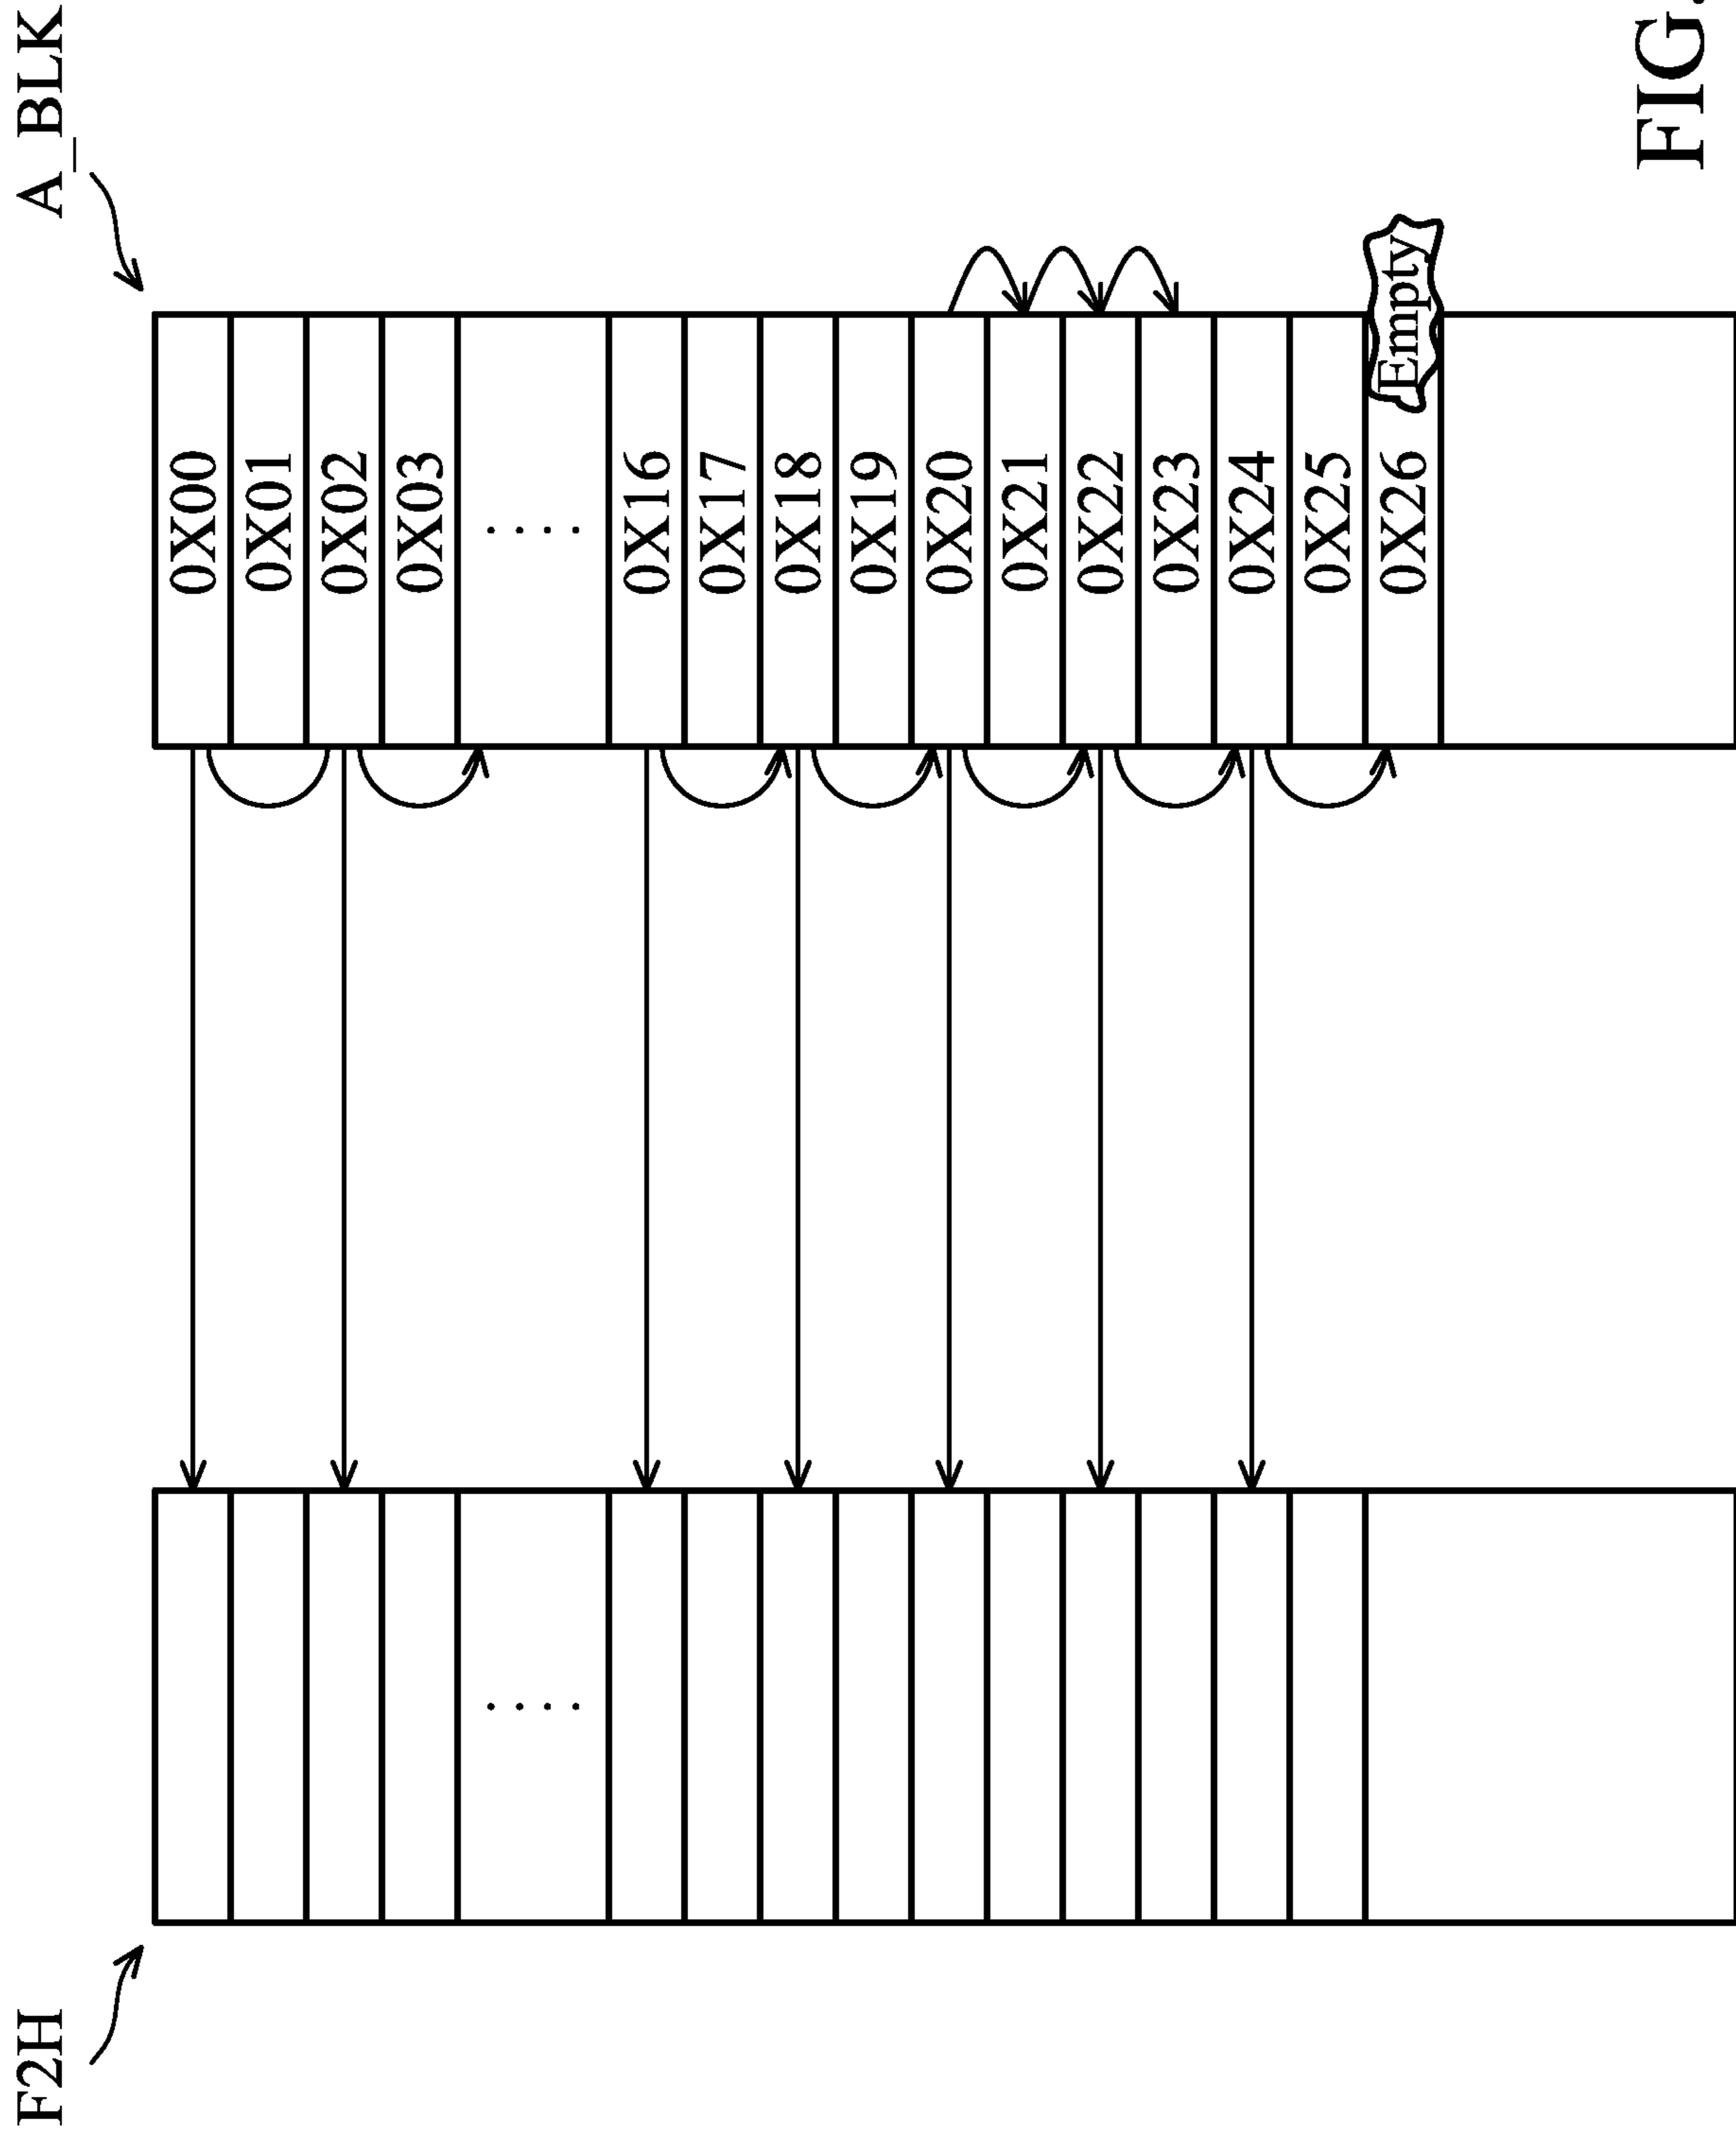 F2H
A_BLK
0X00
0X01
0X02
0X03
....
....
0X16
0X17
0X18
0X19
0X20
0X21
0X22
0X23
0X24
0X25
0X26
Empty
FIG.